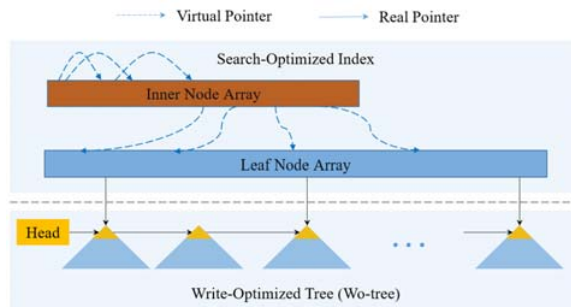 Virtual Pointer
Real Pointer
Search-Optimized Index
Inner Node Array
Leaf Node Array
Head
Write-Optimized Tree (Wo-tree)